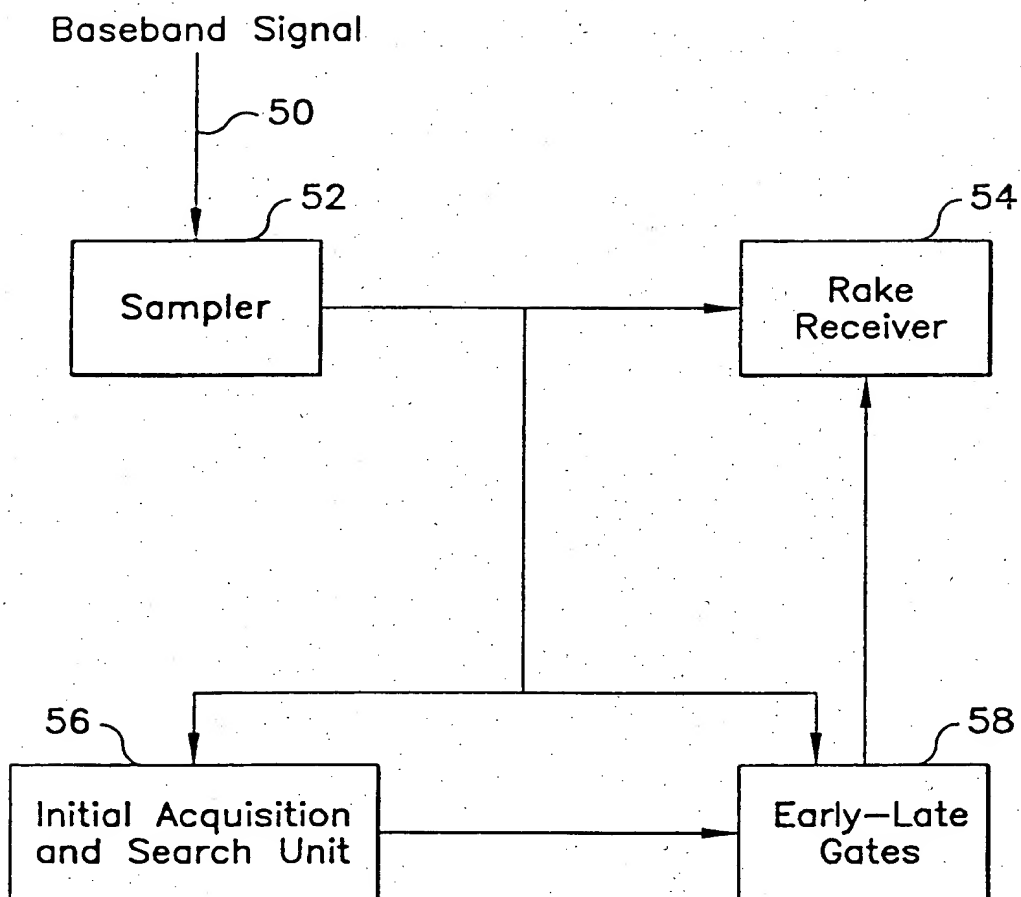 Baseband Signal
50
52
54
Sampler
Rake
Receiver
56
58
Initial Acquisition
and Search Unit
Early-Late
Gates